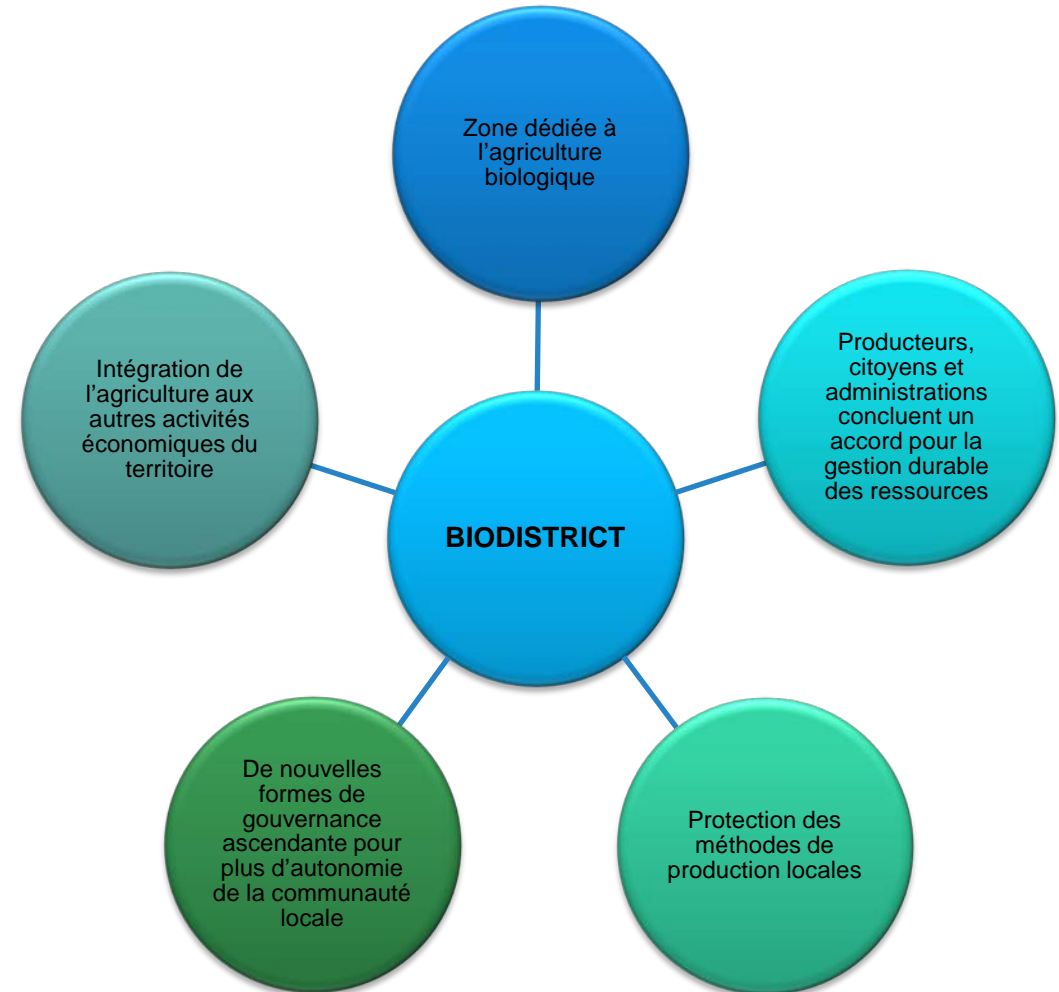 Zone dédiée à
l’agriculture
biologique
Producteurs,
citoyens et
administrations
concluent un
accord pour la
gestion durable
des ressources
Intégration de
l’agriculture aux
autres activités
économiques du
territoire
BIODISTRICT
De nouvelles
formes de
gouvernance
ascendante pour
plus d’autonomie
de la communauté
locale
Protection des
méthodes de
production locales